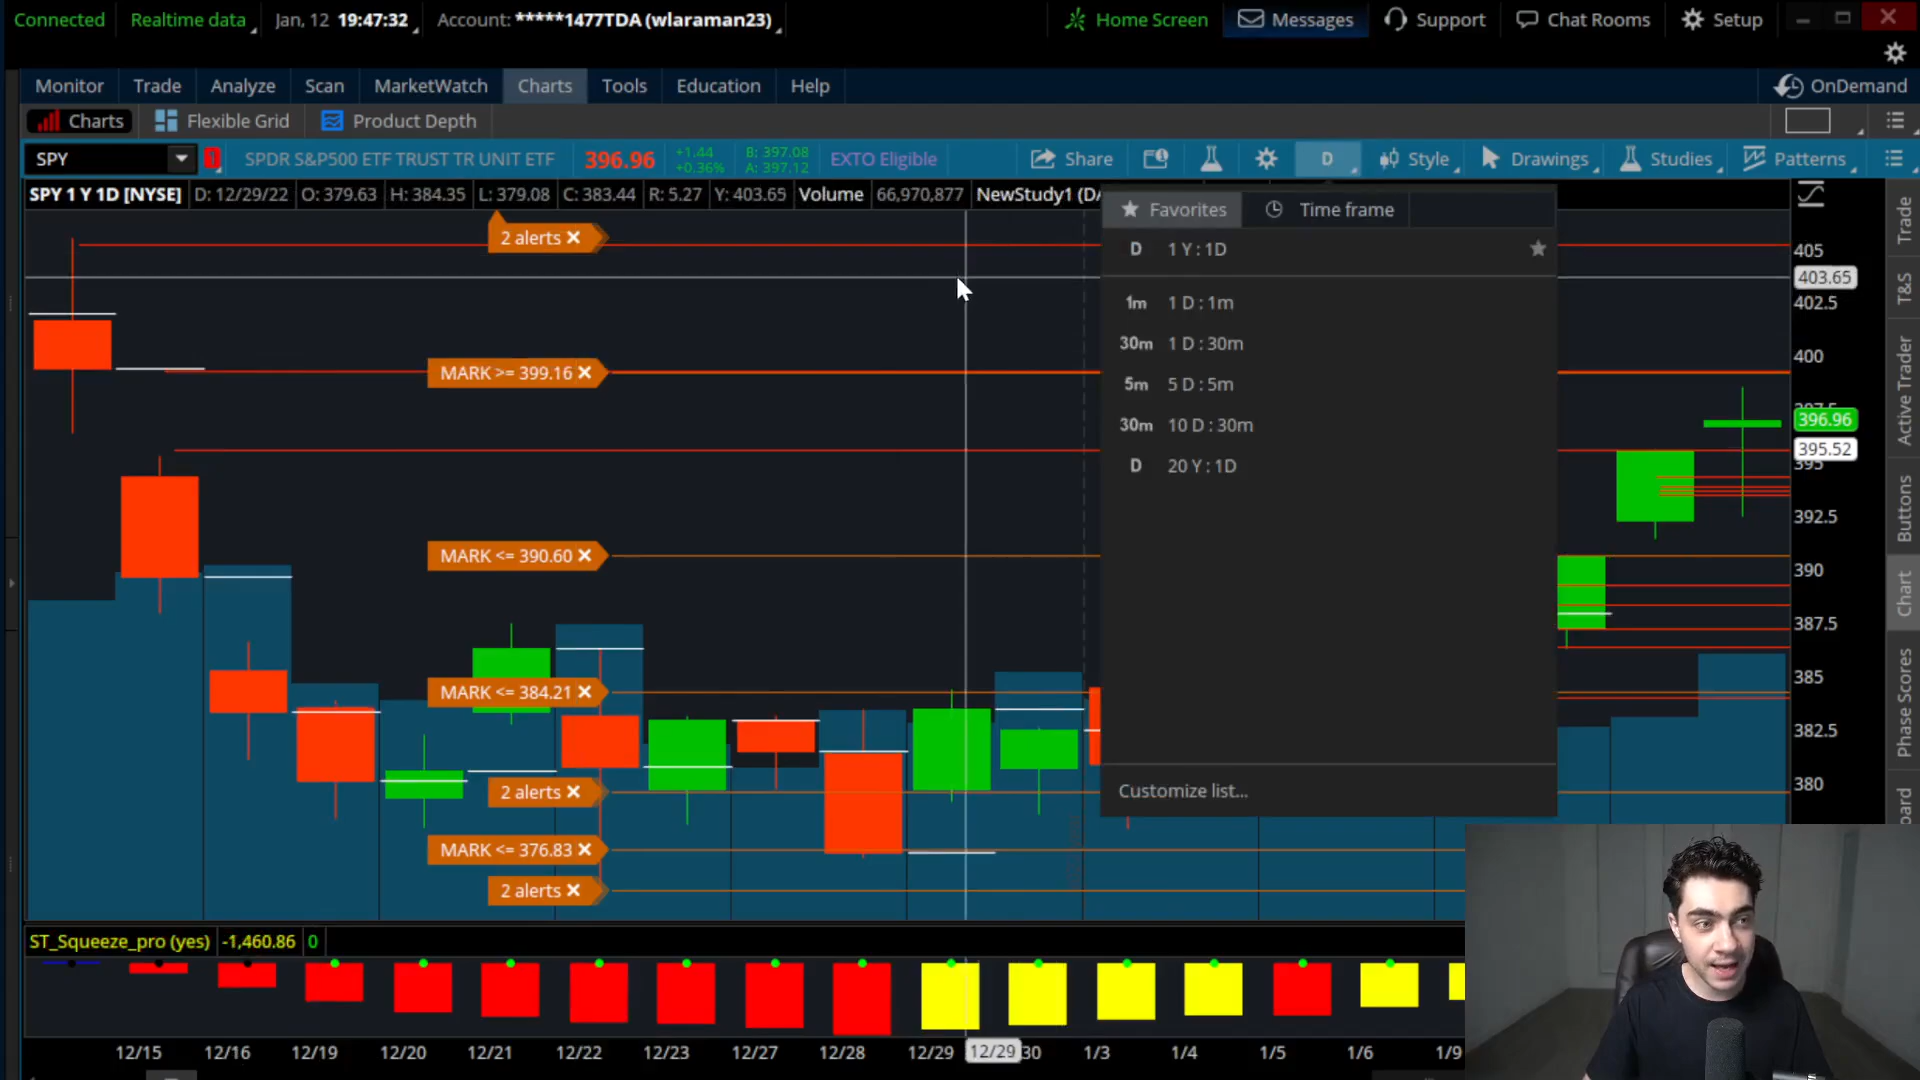 Connected Realtime data Jan, 12 19:47:32 Account: *****1477TDA (wlaraman23) Home Screen Messages Support Chat Rooms Setup
Monitor Trade Analyze Scan MarketWatch Charts Tools Education Help OnDemand
Charts Flexible Grid Product Depth
SPY SPDR S&P500 ETF TRUST TR UNIT ETF 396.96 +1.44 +0.36% B: 397.08 A: 397.12 EXTO Eligible Share D Style Drawings Studies Patterns
SPY 1 Y 1D [NYSE] D: 12/29/22 O: 379.63 H: 384.35 L: 379.08 C: 383.44 R: 5.27 Y: 403.65 Volume 66,970,877 NewStudy1 (DA
Favorites Time frame
D 1 Y : 1D
1m 1 D : 1m
30m 1 D : 30m
5m 5 D : 5m
30m 10 D : 30m
D 20 Y : 1D
Customize list...
2 alerts
MARK >= 399.16
MARK <= 390.60
MARK <= 384.21
2 alerts
MARK <= 376.83
2 alerts
405
403.65
402.5
400
396.96
395.52
395
392.5
390
387.5
385
382.5
380
Trade
T&S
Active Trader
Buttons
Chart
Phase Scores
ST_Squeeze_pro (yes) -1,460.86 0
12/15 12/16 12/19 12/20 12/21 12/22 12/23 12/27 12/28 12/29 12/29 30 1/3 1/4 1/5 1/6 1/9